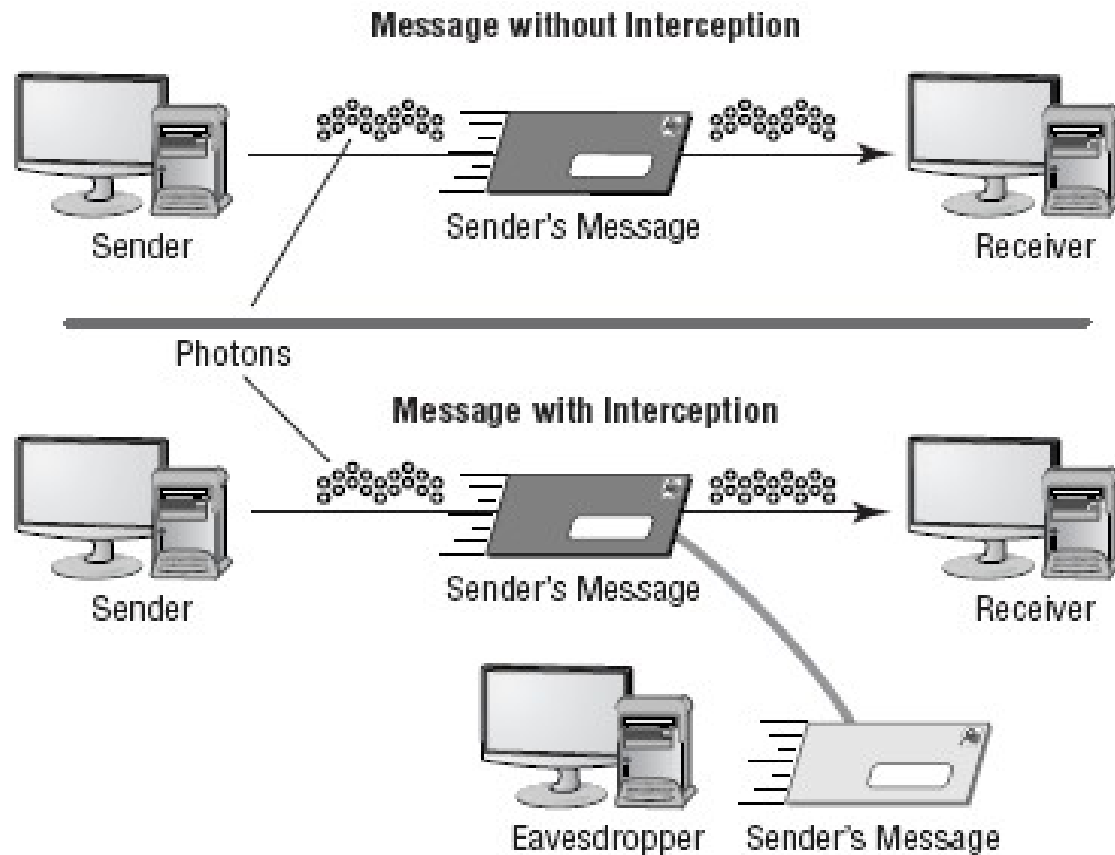 Message without Interception
Sender
Sender's Message
Receiver
Photons
Message with Interception
Sender
Sender's Message
Receiver
Eavesdropper
Sender's Message